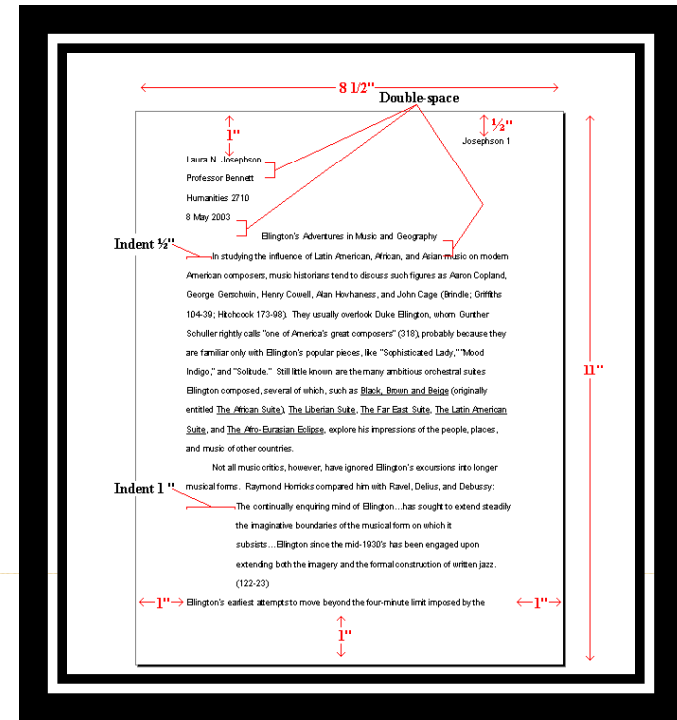 8 1/2"
Double-space
1"
½"
Josephson 1
Laura N. Josephson
Professor Bennett
Humanities 2710
8 May 2003
Ellington's Adventures in Music and Geography
Indent ½"
In studying the influence of Latin American, African, and Asian music on modern
American composers, music historians tend to discuss such figures as Aaron Copland,
George Gerschwin, Henry Cowell, Alan Hovhaness, and John Cage (Brindle; Griffiths
104-39; Hitchcock 173-98).  They usually overlook Duke Ellington, whom Gunther
Schuller rightly calls "one of America's great composers" (318), probably because they
are familiar only with Ellington's popular pieces, like "Sophisticated Lady," "Mood
Indigo," and "Solitude."  Still little known are the many ambitious orchestral suites
Ellington composed, several of which, such as Black, Brown and Beige (originally
entitled The African Suite), The Liberian Suite, The Far East Suite, The Latin American
Suite, and The Afro-Eurasian Eclipse, explore his impressions of the people, places,
and music of other countries.
11"
Not all music critics, however, have ignored Ellington's excursions into longer
musical forms.  Raymond Horricks compared him with Ravel, Delius, and Debussy:
Indent 1"
The continually enquiring mind of Ellington...has sought to extend steadily
the imaginative boundaries of the musical form on which it
subsists...Ellington since the mid-1930's has been engaged upon
extending both the imagery and the formal construction of written jazz.
(122-23)
1"
Ellington's earliest attempts to move beyond the four-minute limit imposed by the
1"
1"